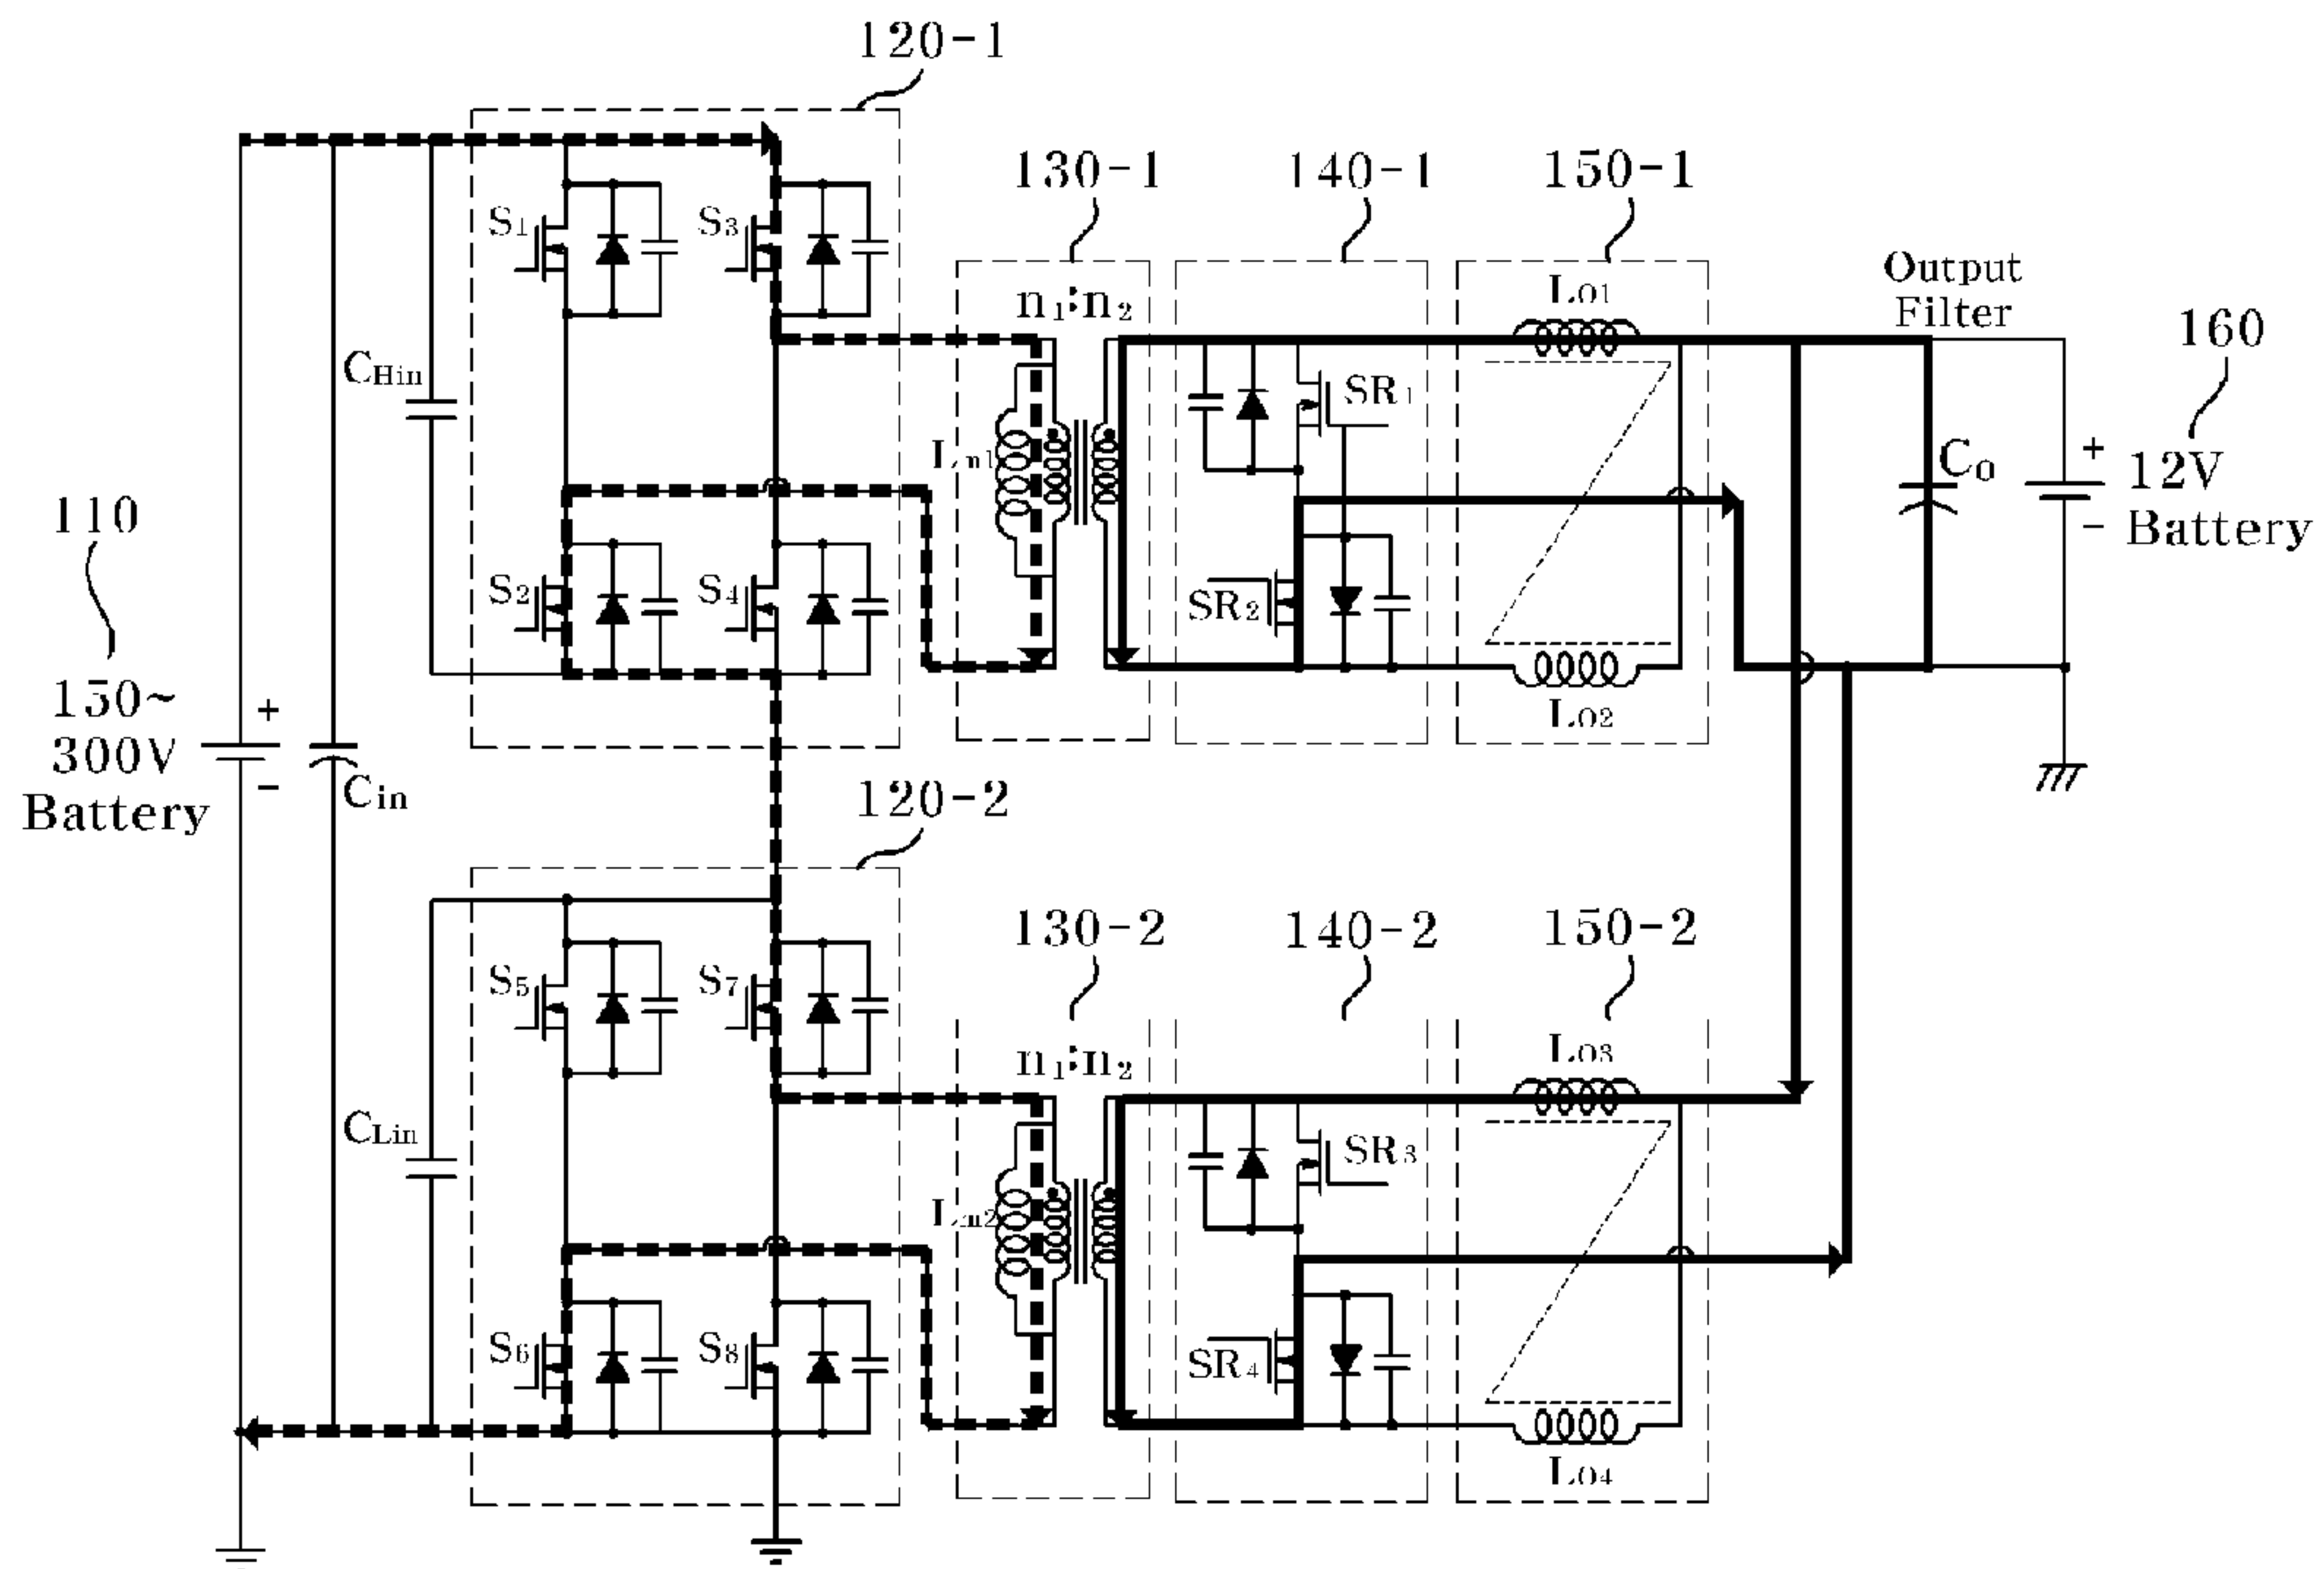 120-1
130-1
140-1
150-1
S1
S3
n1:n2
LO1
Output
Filter
160
CHin
SR1
Lm1
Co
+
12V
-
Battery
110
S2
S4
SR2
150~
300V
Battery
+
-
LO2
Cin
120-2
130-2
140-2
150-2
S5
S7
n1:n2
LO3
CLin
SR3
Lm2
S6
S8
SR4
LO4